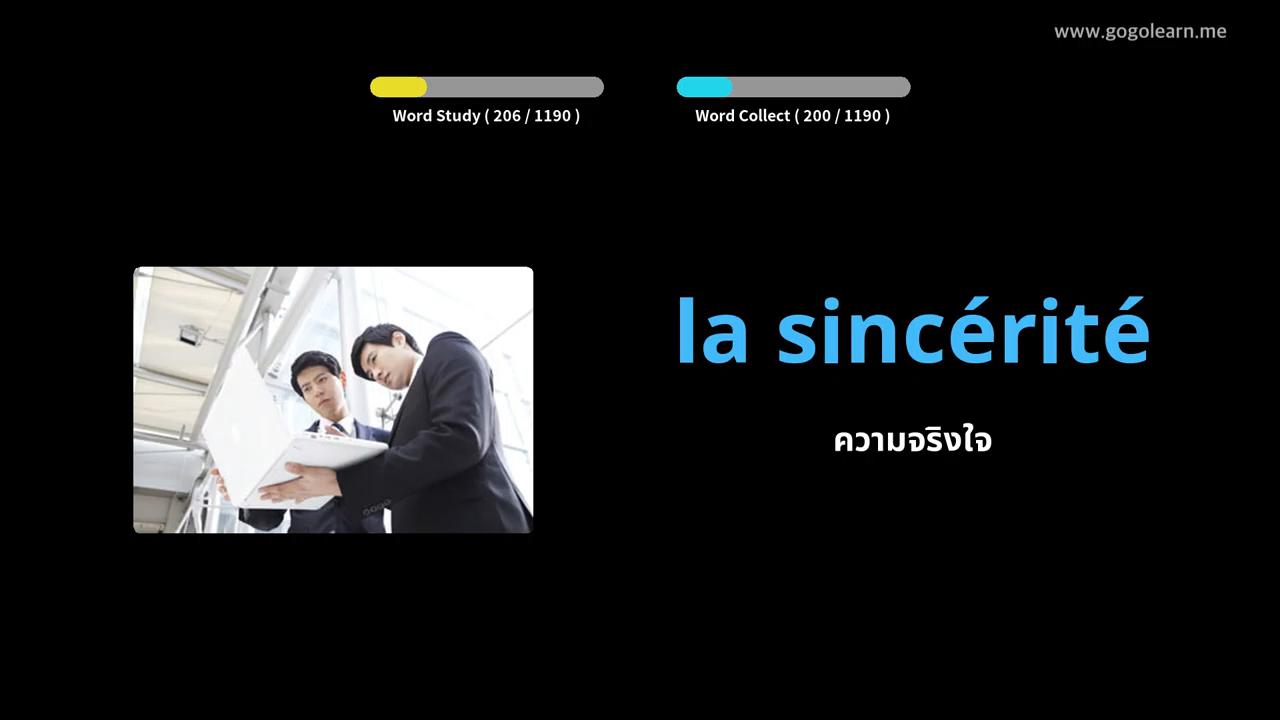 www.gogolearn.me
Word Study ( 206 / 1190 )
Word Collect ( 200 / 1190 )
la sincérité
ความจริงใจ